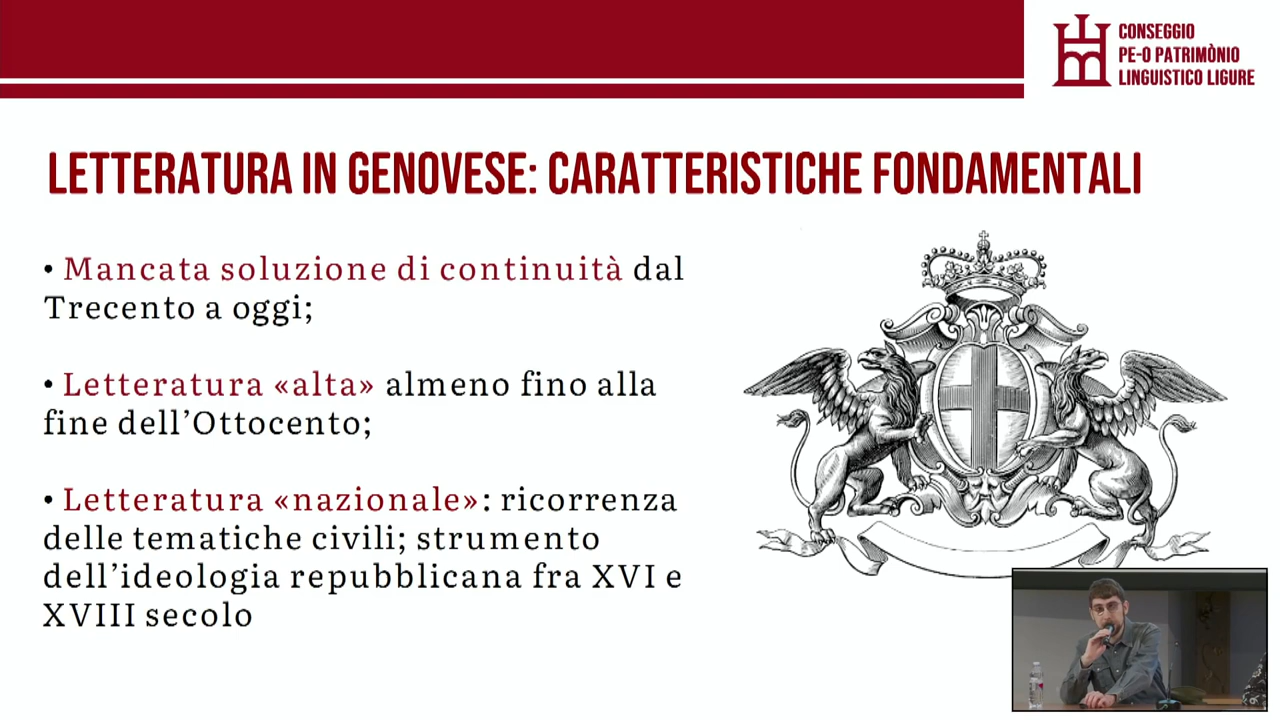 CONSEGGIO
PE-O PATRIMÒNIO
LINGUISTICO LIGURE
LETTERATURA IN GENOVESE: CARATTERISTICHE FONDAMENTALI
• Mancata soluzione di continuità dal
Trecento a oggi;
• Letteratura «alta» almeno fino alla
fine dell’Ottocento;
• Letteratura «nazionale»: ricorrenza
delle tematiche civili; strumento
dell’ideologia repubblicana fra XVI e
XVIII secolo